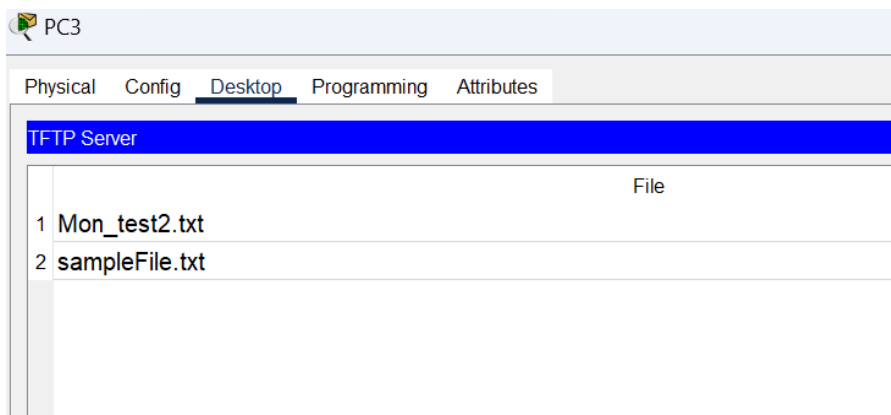 PC3
Physical Config Desktop Programming Attributes
TFTP Server
File
1 Mon_test2.txt
2 sampleFile.txt